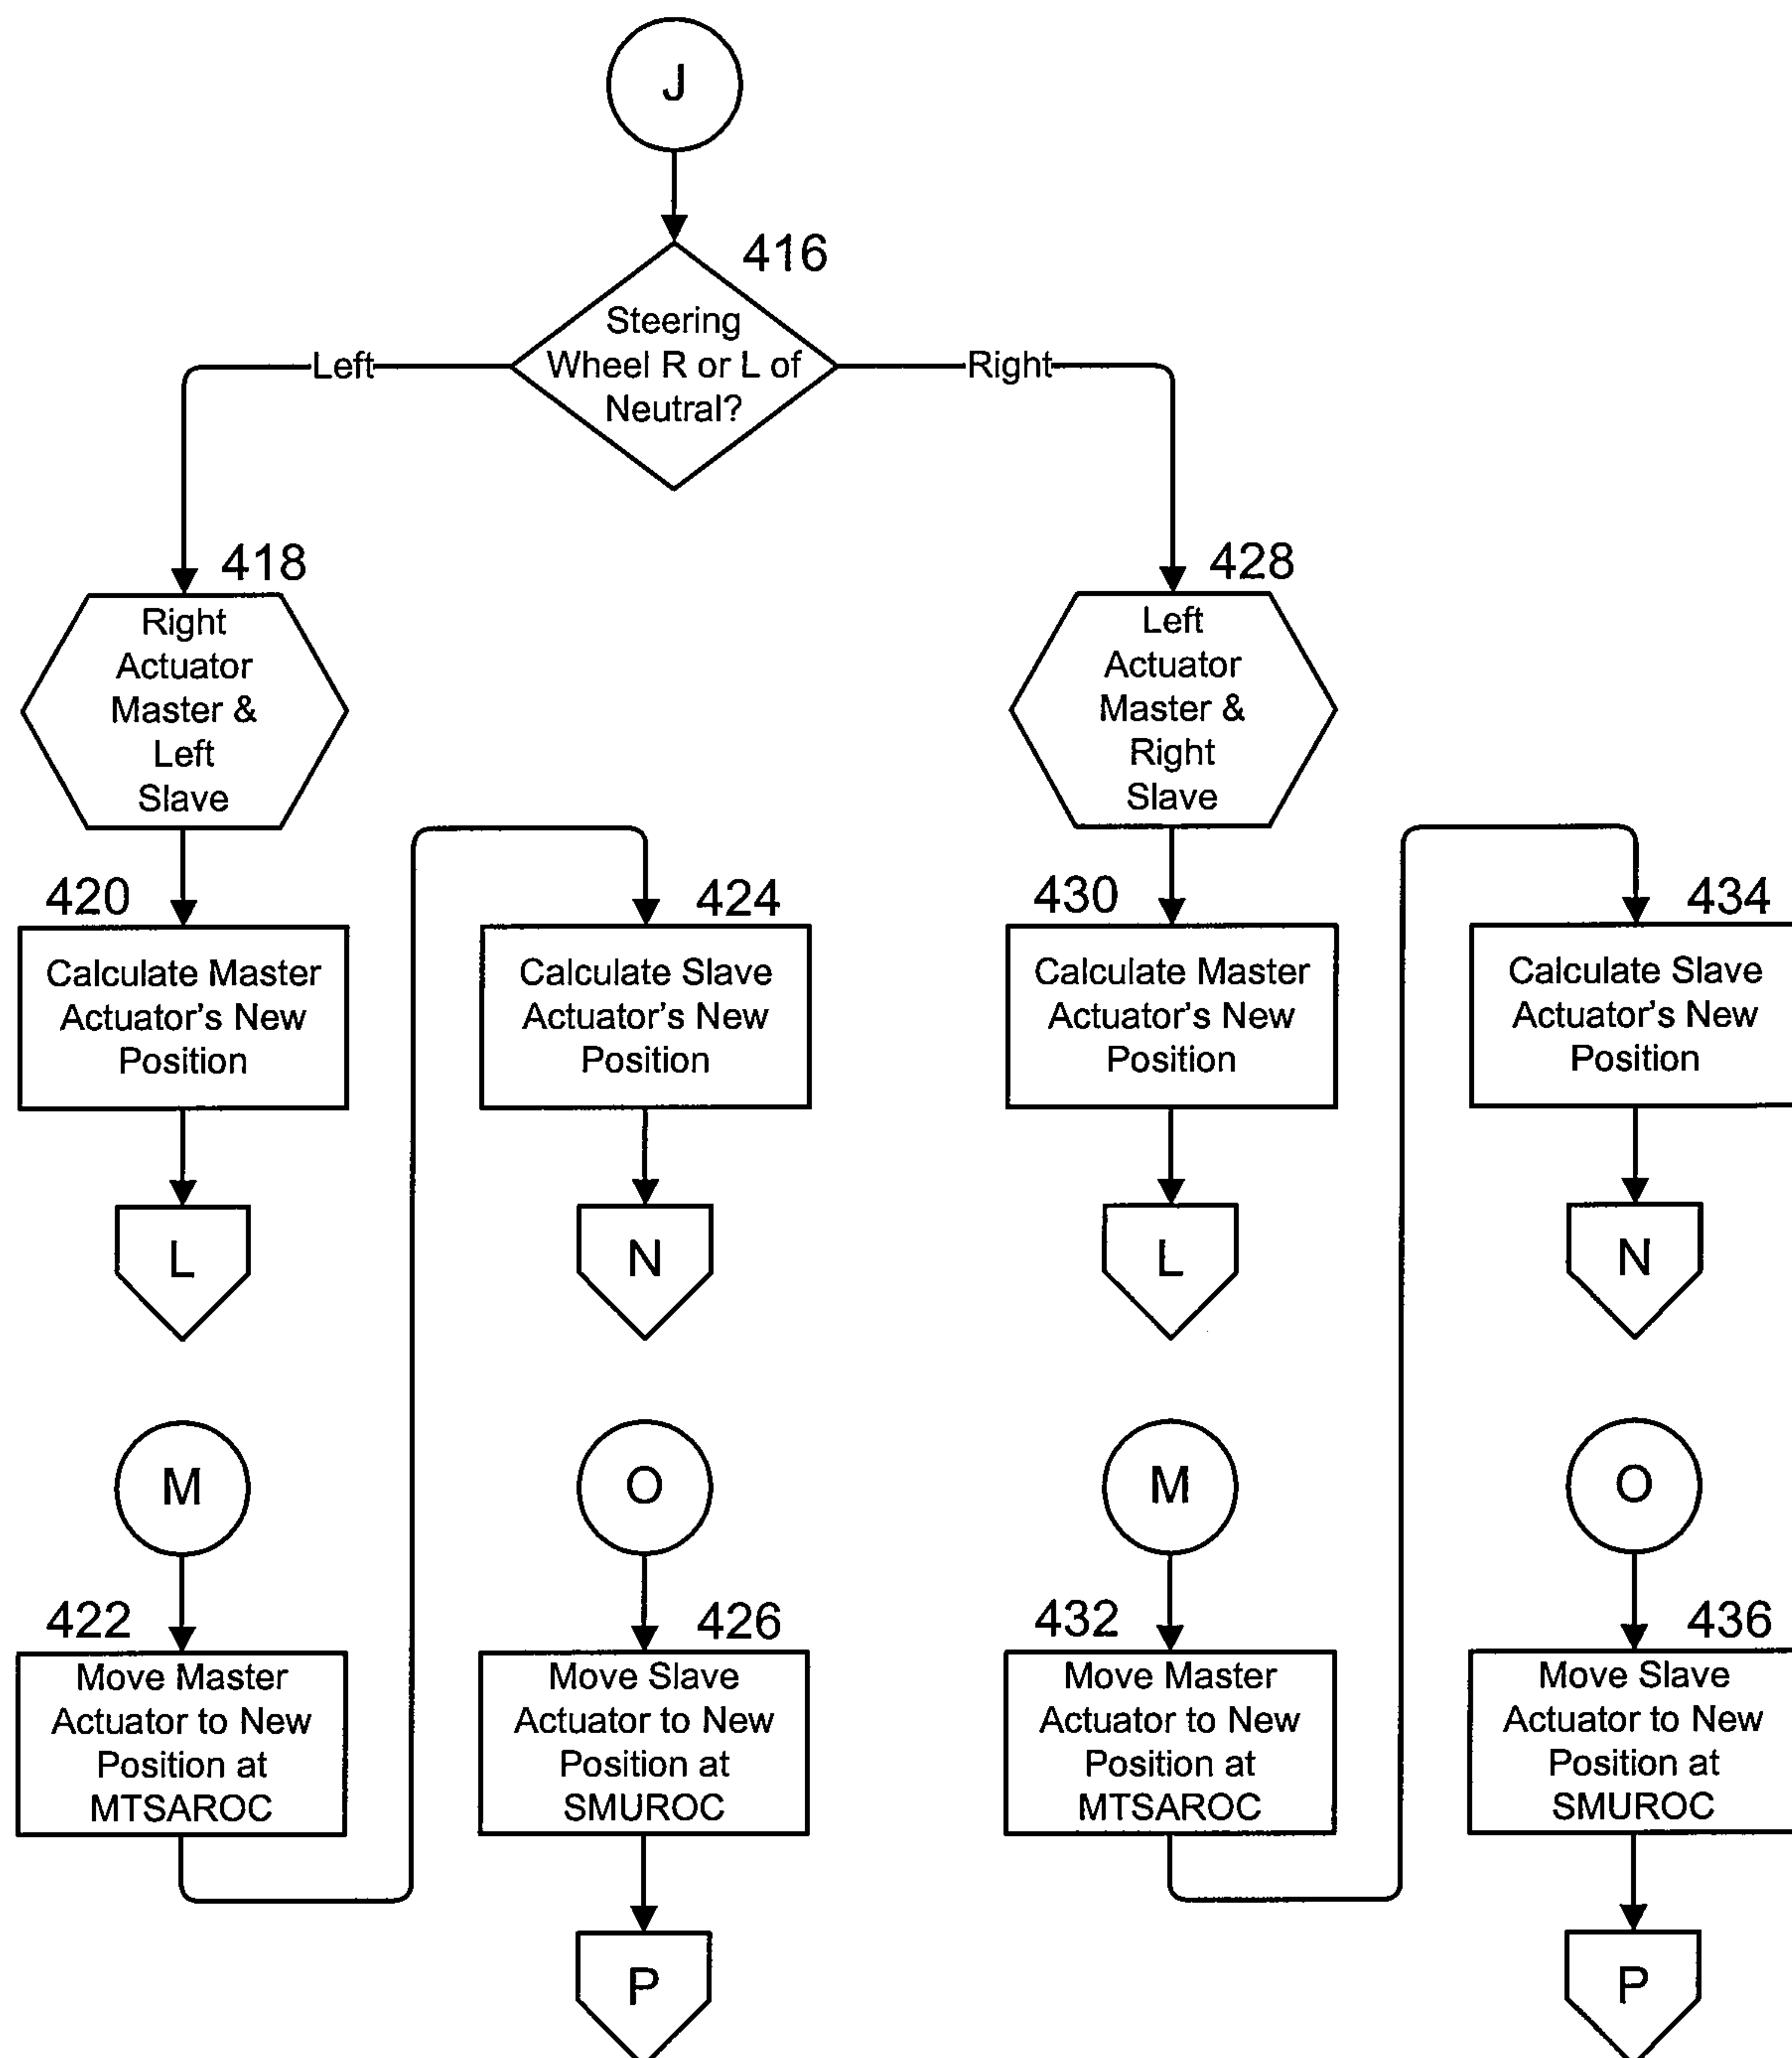 J
416
Steering
Wheel R or L of
Neutral?
Left
Right
418
Right
Actuator
Master &
Left
Slave
428
Left
Actuator
Master &
Right
Slave
420
Calculate Master
Actuator's New
Position
424
Calculate Slave
Actuator's New
Position
430
Calculate Master
Actuator's New
Position
434
Calculate Slave
Actuator's New
Position
L
N
L
N
M
O
M
O
422
Move Master
Actuator to New
Position at
MTSAROC
426
Move Slave
Actuator to New
Position at
SMUROC
432
Move Master
Actuator to New
Position at
MTSAROC
436
Move Slave
Actuator to New
Position at
SMUROC
P
P